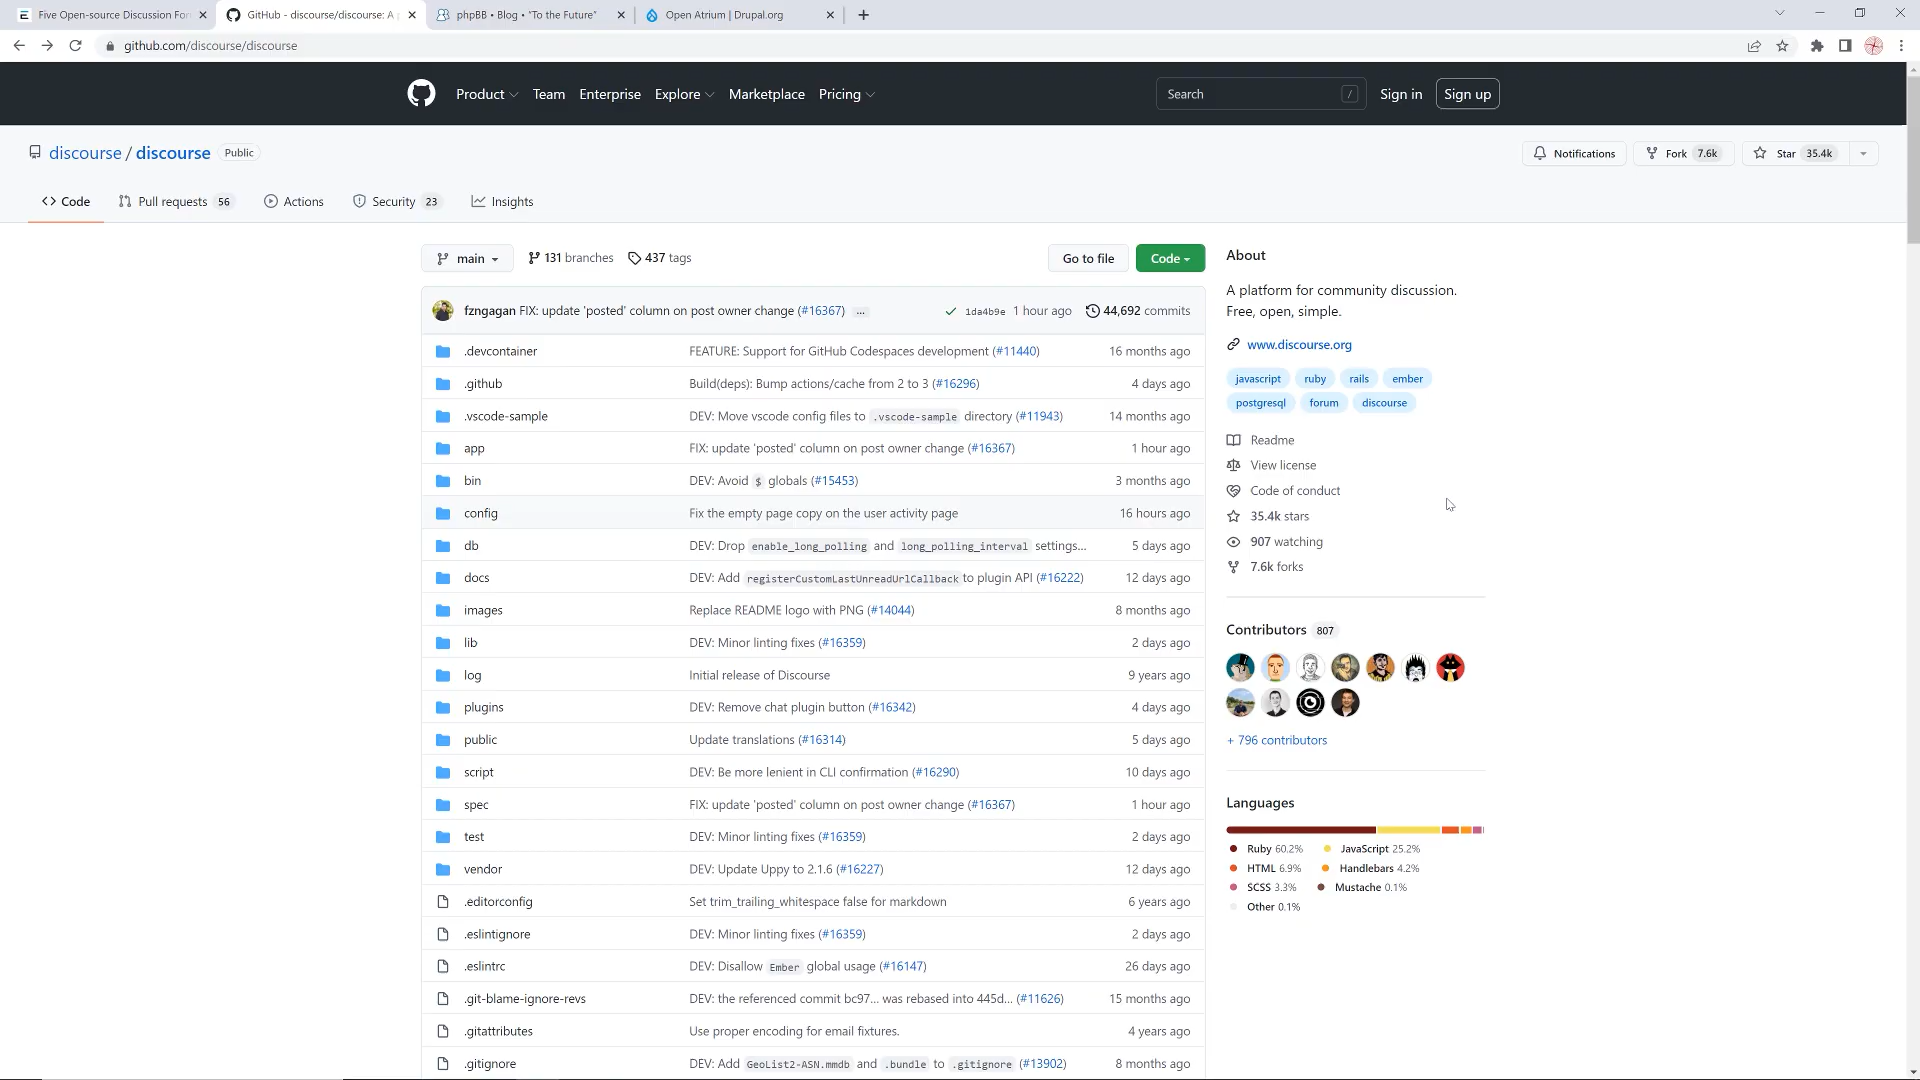 Five Open-source Discussion For
GitHub - discourse/discourse: A p
phpBB • Blog • "To the Future"
Open Atrium | Drupal.org
github.com/discourse/discourse
Product Team Enterprise Explore Marketplace Pricing Search / Sign in Sign up
discourse / discourse Public
Notifications Fork 7.6k Star 35.4k
Code Pull requests 56 Actions Security 23 Insights
main 131 branches 437 tags Go to file Code
fzngagan FIX: update 'posted' column on post owner change (#16367) ... 1da4b9e 1 hour ago 44,692 commits
.devcontainer FEATURE: Support for GitHub Codespaces development (#11440) 16 months ago
.github Build(deps): Bump actions/cache from 2 to 3 (#16296) 4 days ago
.vscode-sample DEV: Move vscode config files to .vscode-sample directory (#11943) 14 months ago
app FIX: update 'posted' column on post owner change (#16367) 1 hour ago
bin DEV: Avoid $ globals (#15453) 3 months ago
config Fix the empty page copy on the user activity page 16 hours ago
db DEV: Drop enable_long_polling and long_polling_interval settings… 5 days ago
docs DEV: Add registerCustomLastUnreadUrlCallback to plugin API (#16222) 12 days ago
images Replace README logo with PNG (#14044) 8 months ago
lib DEV: Minor linting fixes (#16359) 2 days ago
log Initial release of Discourse 9 years ago
plugins DEV: Remove chat plugin button (#16342) 4 days ago
public Update translations (#16314) 5 days ago
script DEV: Be more lenient in CLI confirmation (#16290) 10 days ago
spec FIX: update 'posted' column on post owner change (#16367) 1 hour ago
test DEV: Minor linting fixes (#16359) 2 days ago
vendor DEV: Update Uppy to 2.1.6 (#16227) 12 days ago
.editorconfig Set trim_trailing_whitespace false for markdown 6 years ago
.eslintignore DEV: Minor linting fixes (#16359) 2 days ago
.eslintrc DEV: Disallow Ember global usage (#16147) 26 days ago
.git-blame-ignore-revs DEV: the referenced commit bc97… was rebased into 445d… (#11626) 15 months ago
.gitattributes Use proper encoding for email fixtures. 4 years ago
.gitignore DEV: Add GeoList2-ASN.mmdb and .bundle to .gitignore (#13902) 8 months ago
About
A platform for community discussion.
Free, open, simple.
www.discourse.org
javascript ruby rails ember
postgresql forum discourse
Readme
View license
Code of conduct
35.4k stars
907 watching
7.6k forks
Contributors 807
+ 796 contributors
Languages
Ruby 60.2% JavaScript 25.2%
HTML 6.9% Handlebars 4.2%
SCSS 3.3% Mustache 0.1%
Other 0.1%